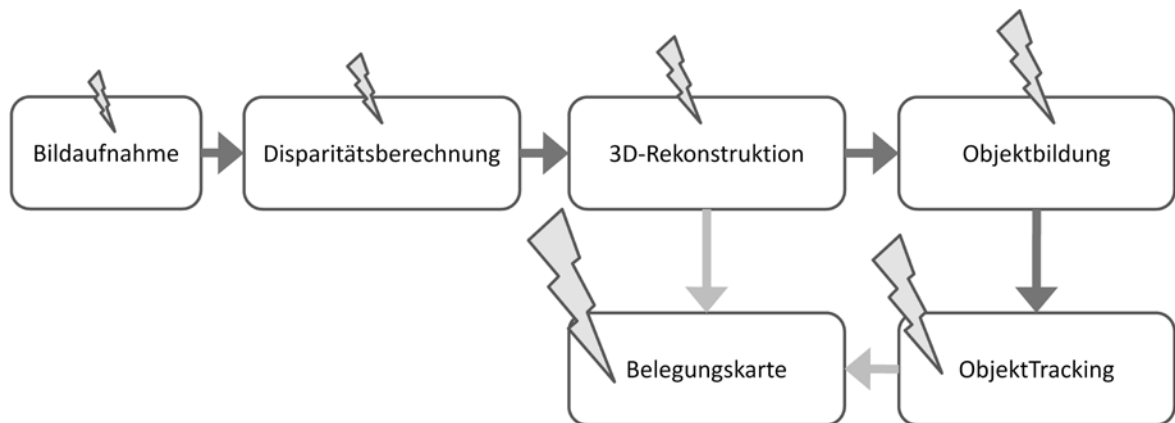 Bildaufnahme
Disparitätsberechnung
3D-Rekonstruktion
Objektbildung
Belegungskarte
ObjektTracking